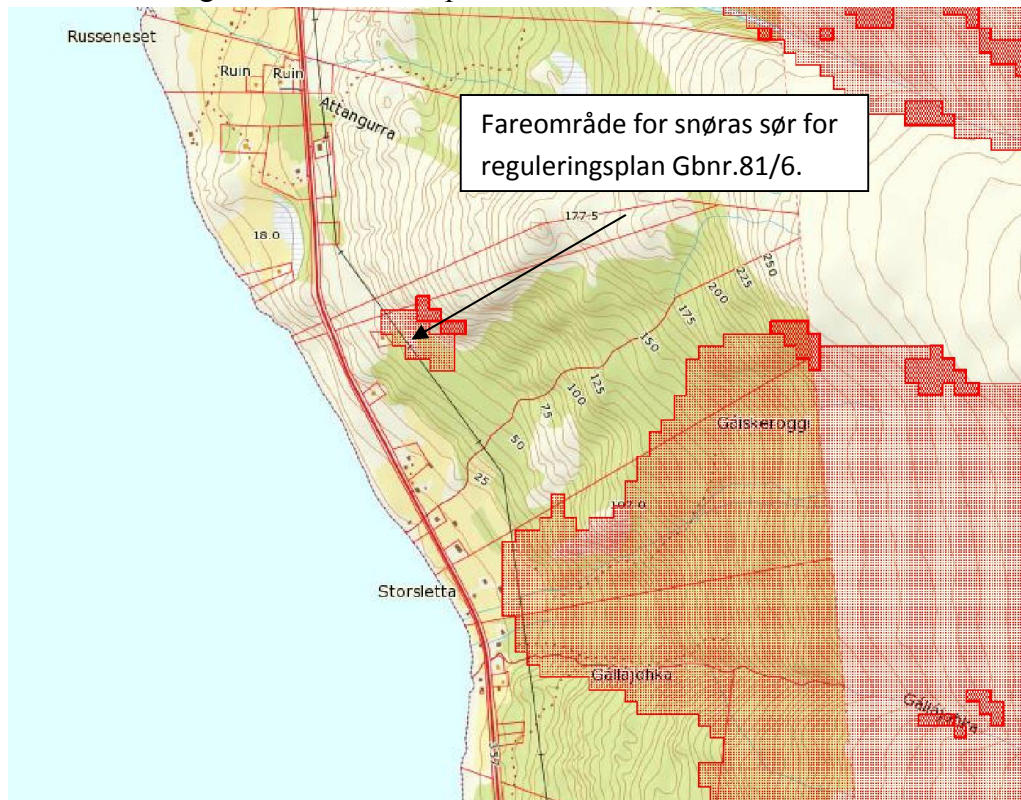 Russeneset
Ruin
Ruin
Attangurra
Fareområde for snøras sør for
reguleringsplan Gbnr.81/6.
177.5
18.0
250
225
200
175
150
125
100
75
50
25
Gáiskeroggi
Storsletta
Gállájohka
Gállájohka